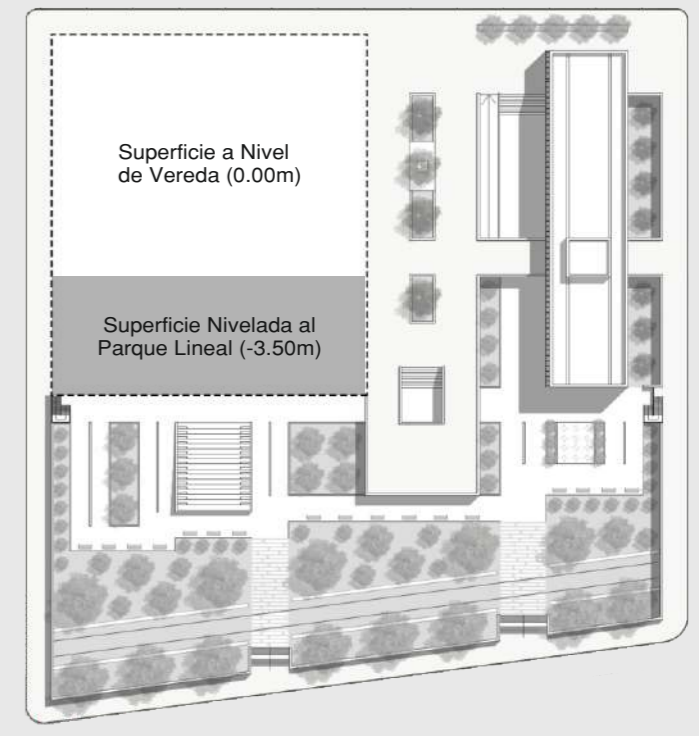 Superficie a Nivel
de Vereda (0.00m)
Superficie Nivelada al
Parque Lineal (-3.50m)